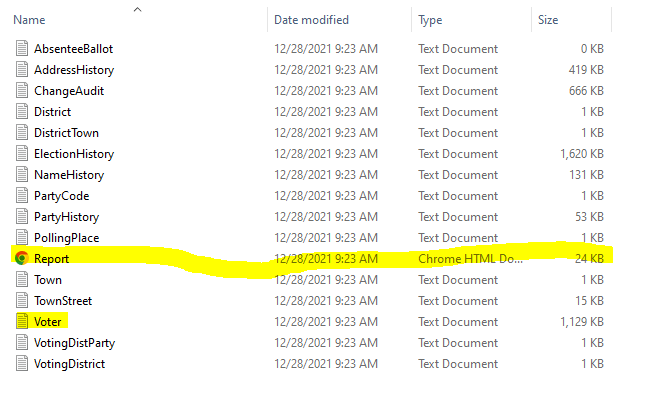 Name Date modified Type Size
AbsenteeBallot 12/28/2021 9:23 AM Text Document 0 KB
AddressHistory 12/28/2021 9:23 AM Text Document 419 KB
ChangeAudit 12/28/2021 9:23 AM Text Document 666 KB
District 12/28/2021 9:23 AM Text Document 1 KB
DistrictTown 12/28/2021 9:23 AM Text Document 1 KB
ElectionHistory 12/28/2021 9:23 AM Text Document 1,620 KB
NameHistory 12/28/2021 9:23 AM Text Document 131 KB
PartyCode 12/28/2021 9:23 AM Text Document 1 KB
PartyHistory 12/28/2021 9:23 AM Text Document 53 KB
PollingPlace 12/28/2021 9:23 AM Text Document 1 KB
Report 12/28/2021 9:23 AM Chrome HTML Do... 24 KB
Town 12/28/2021 9:23 AM Text Document 1 KB
TownStreet 12/28/2021 9:23 AM Text Document 15 KB
Voter 12/28/2021 9:23 AM Text Document 1,129 KB
VotingDistParty 12/28/2021 9:23 AM Text Document 1 KB
VotingDistrict 12/28/2021 9:23 AM Text Document 1 KB